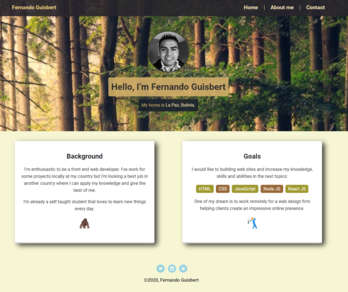 Fernando Guisbert
Home | About me | Contact
Hello, I'm Fernando Guisbert
My home is La Paz, Bolivia.
Background
I'm enthusiastic to be a front end web developer. I've work for
some projects locally at my country but I'm looking a best job in
another country where I can apply my knowledge and give the
best of me.
I'm already a self taught student that loves to learn new things
every day.
Goals
I would like to building web sites and increase my knowledge,
skills and abilities in the next topics:
HTML CSS JavaScript Node JS React JS
One of my dream is to work remotely for a web design firm
helping clients create an impressive online presence.
©2020, Fernando Guisbert